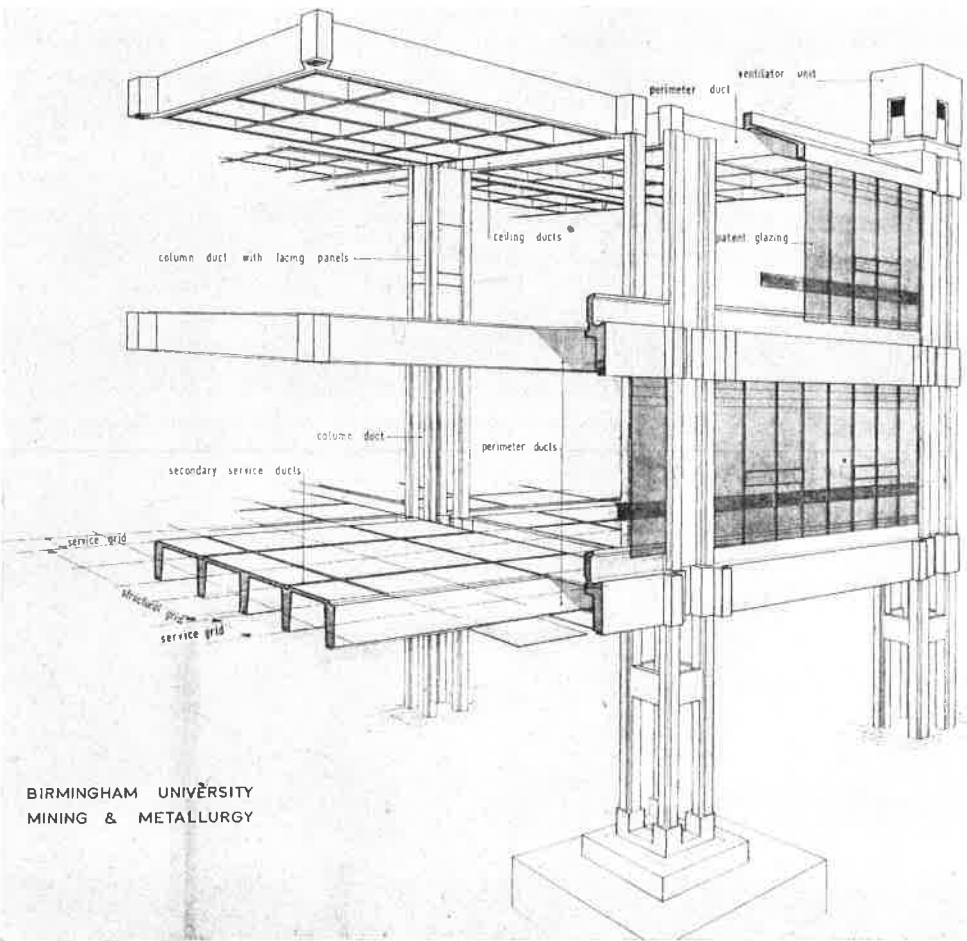 ventilator unit
perimeter duct
ceiling ducts
patent glazing
column duct with facing panels
column duct
perimeter ducts
secondary service ducts
service grid
structural grid
service grid
BIRMINGHAM UNIVERSITY
MINING & METALLURGY